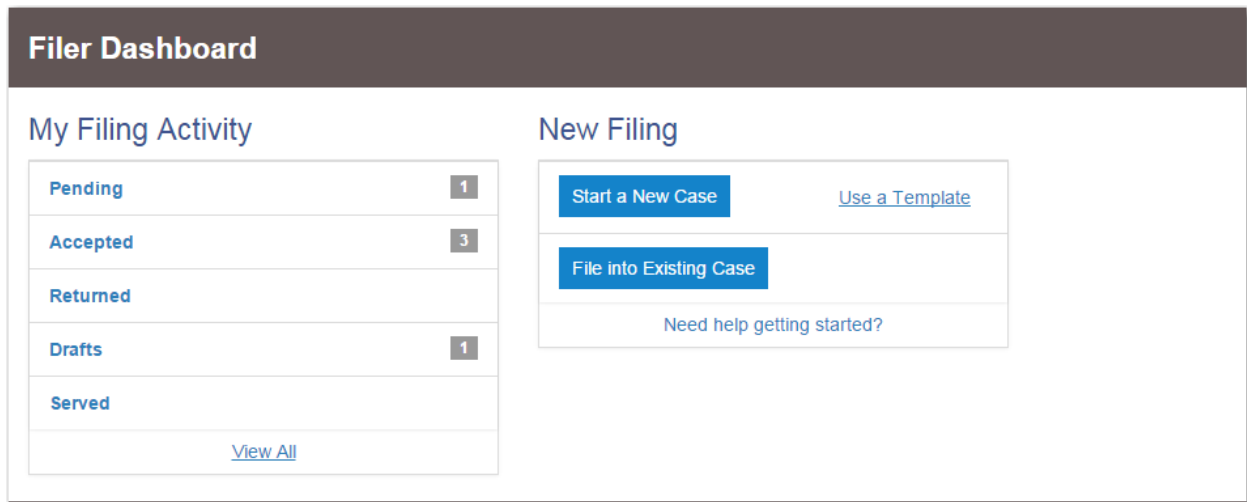 Filer Dashboard
My Filing Activity
Pending 1
Accepted 3
Returned
Drafts 1
Served
View All
New Filing
Start a New Case Use a Template
File into Existing Case
Need help getting started?